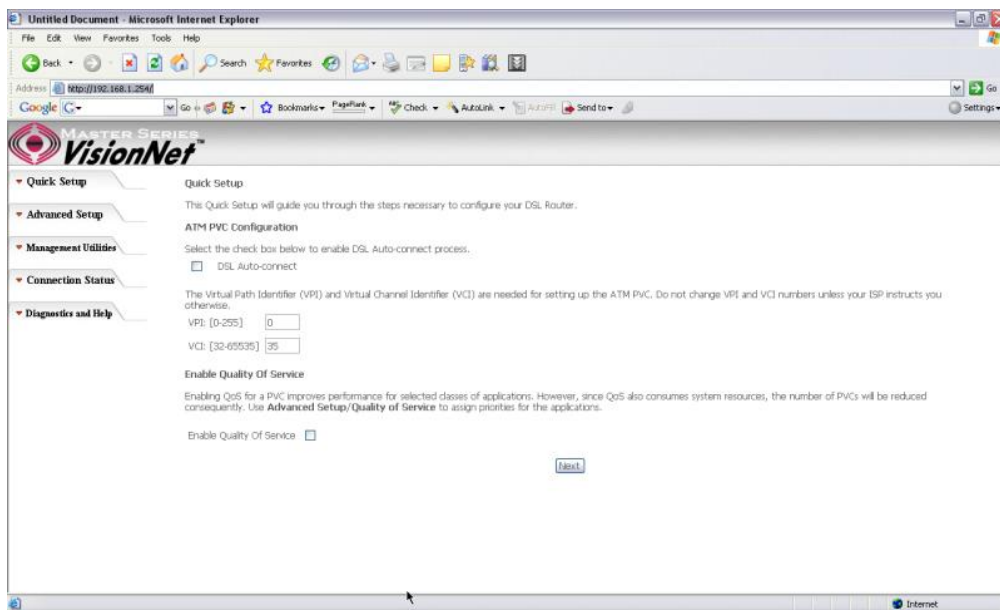 Untitled Document - Microsoft Internet Explorer
File Edit View Favorites Tools Help
Back Search Favorites
Address http://192.168.1.254/ Go
Google G Go Bookmarks PageRank Check AutoLink AutoFill Send to Settings
MASTER SERIES
VisionNet™
Quick Setup
Advanced Setup
Management Utilities
Connection Status
Diagnostics and Help
Quick Setup
This Quick Setup will guide you through the steps necessary to configure your DSL Router.
ATM PVC Configuration
Select the check box below to enable DSL Auto-connect process.
DSL Auto-connect
The Virtual Path Identifier (VPI) and Virtual Channel Identifier (VCI) are needed for setting up the ATM PVC. Do not change VPI and VCI numbers unless your ISP instructs you
otherwise.
VPI: [0-255] 0
VCI: [32-65535] 35
Enable Quality Of Service
Enabling QoS for a PVC improves performance for selected classes of applications. However, since QoS also consumes system resources, the number of PVCs will be reduced
consequently. Use Advanced Setup/Quality of Service to assign priorities for the applications.
Enable Quality Of Service
Next
Internet